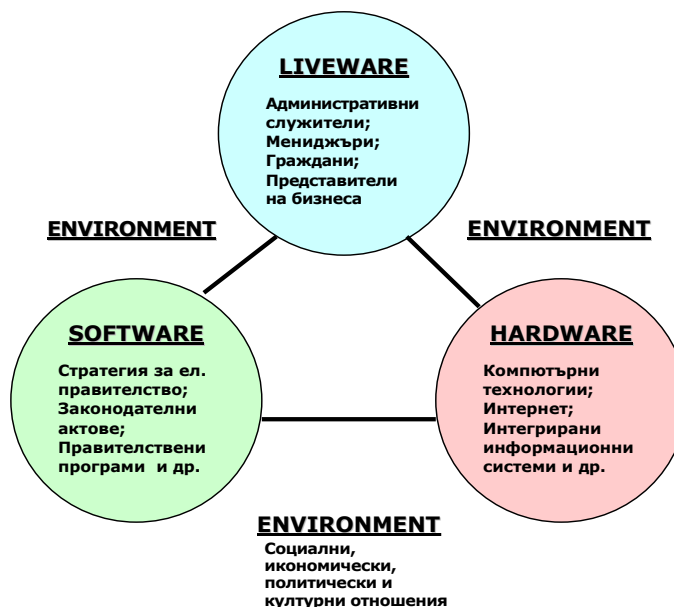 LIVEWARE
Административни
служители;
Мениджъри;
Граждани;
Представители
на бизнеса
ENVIRONMENT
ENVIRONMENT
SOFTWARE
Стратегия за ел.
правителство;
Законодателни
актове;
Правителствени
програми и др.
HARDWARE
Компютърни
технологии;
Интернет;
Интегрирани
информационни
системи и др.
ENVIRONMENT
Социални,
икономически,
политически и
културни отношения